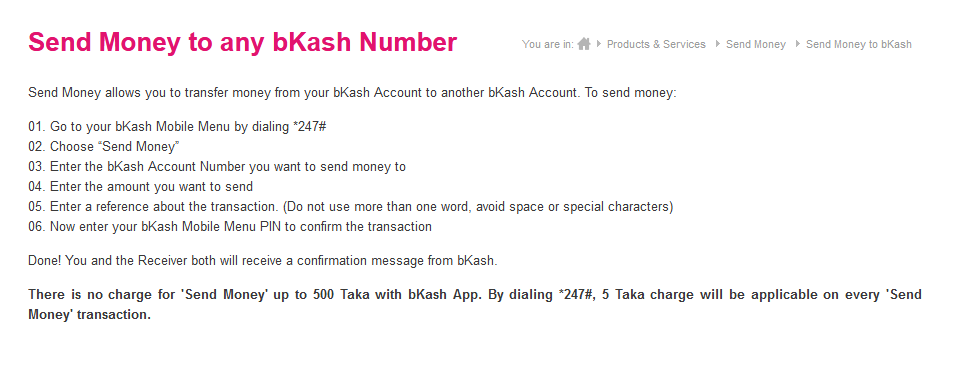 Send Money to any bKash Number
You are in: Products & Services Send Money Send Money to bKash
Send Money allows you to transfer money from your bKash Account to another bKash Account. To send money:
01. Go to your bKash Mobile Menu by dialing *247#
02. Choose “Send Money”
03. Enter the bKash Account Number you want to send money to
04. Enter the amount you want to send
05. Enter a reference about the transaction. (Do not use more than one word, avoid space or special characters)
06. Now enter your bKash Mobile Menu PIN to confirm the transaction
Done! You and the Receiver both will receive a confirmation message from bKash.
There is no charge for 'Send Money' up to 500 Taka with bKash App. By dialing *247#, 5 Taka charge will be applicable on every 'Send
Money' transaction.